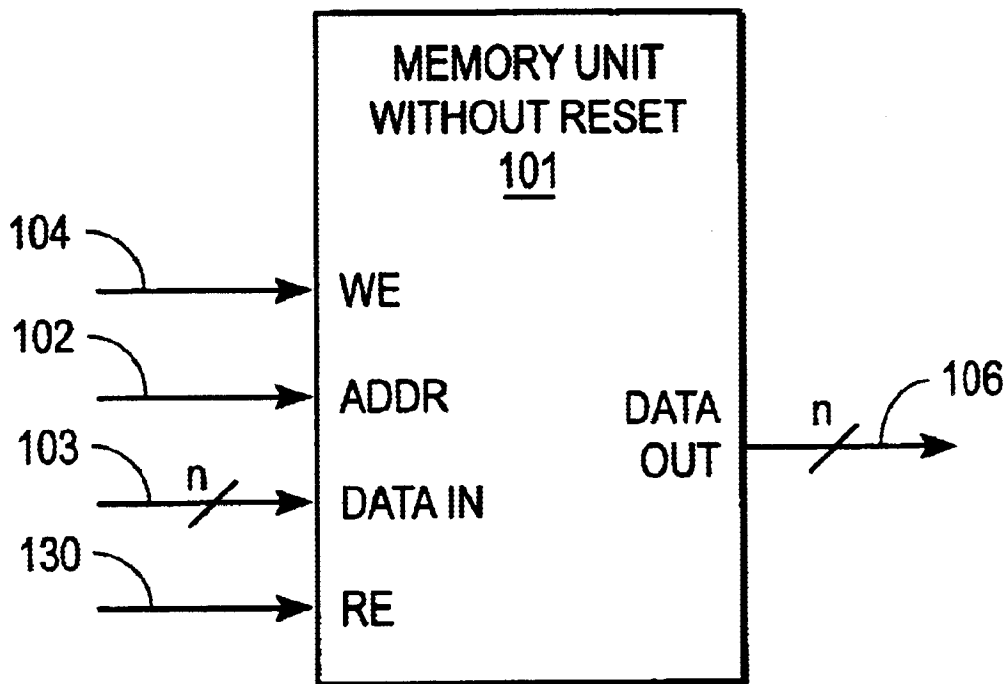 MEMORY UNIT
WITHOUT RESET
101
104
WE
102
ADDR
103
n
DATA IN
130
RE
DATA
OUT
n
106